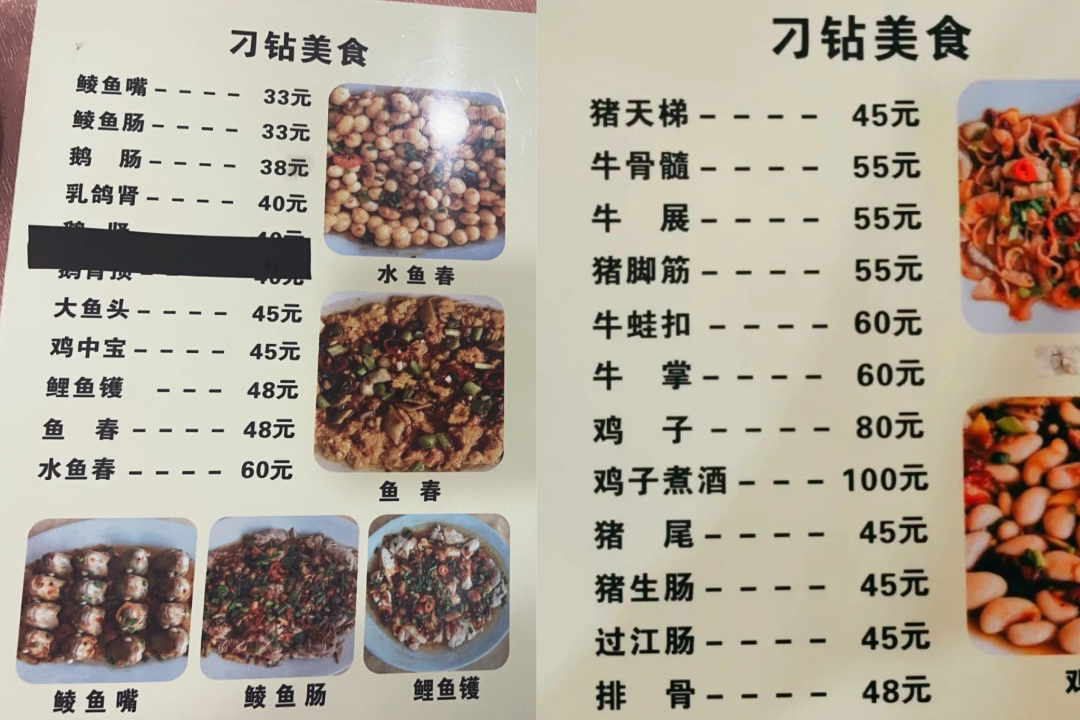 刁钻美食
鲮鱼嘴---- 33元
鲮鱼肠---- 33元
鹅 肠---- 38元
乳鸽肾---- 40元
大鱼头---- 45元
鸡中宝---- 45元
鲤鱼镬 --- 48元
鱼 春---- 48元
水鱼春---- 60元
水鱼春
鱼 春
鲮鱼嘴
鲮鱼肠
鲤鱼镬
刁钻美食
猪天梯---- 45元
牛骨髓---- 55元
牛 展---- 55元
猪脚筋---- 55元
牛蛙扣---- 60元
牛 掌---- 60元
鸡 子---- 80元
鸡子煮酒--- 100元
猪 尾---- 45元
猪生肠---- 45元
过江肠---- 45元
排 骨---- 48元